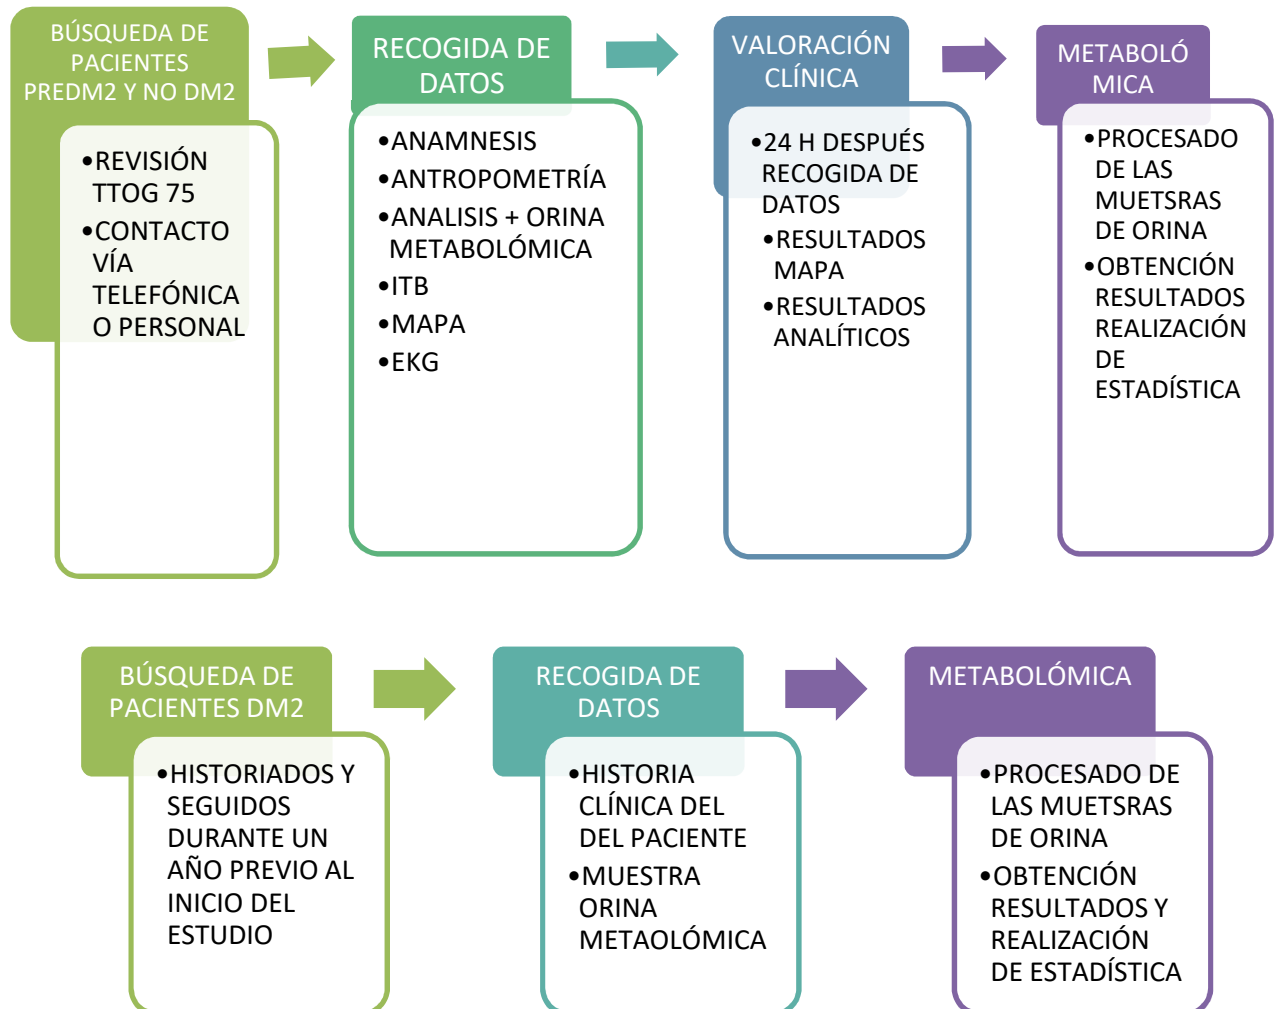 BÚSQUEDA DE
PACIENTES
PREDM2 Y NO DM2
•REVISIÓN
TTOG 75
•CONTACTO
VÍA
TELEFÓNICA
O PERSONAL
RECOGIDA DE
DATOS
•ANAMNESIS
•ANTROPOMETRÍA
•ANALISIS + ORINA
METABOLÓMICA
•ITB
•MAPA
•EKG
VALORACIÓN
CLÍNICA
•24 H DESPUÉS
RECOGIDA DE
DATOS
•RESULTADOS
MAPA
•RESULTADOS
ANALÍTICOS
METABOLÓ
MICA
•PROCESADO
DE LAS
MUETSRAS
DE ORINA
•OBTENCIÓN
RESULTADOS
REALIZACIÓN
DE
ESTADÍSTICA
BÚSQUEDA DE
PACIENTES DM2
•HISTORIADOS Y
SEGUIDOS
DURANTE UN
AÑO PREVIO AL
INICIO DEL
ESTUDIO
RECOGIDA DE
DATOS
•HISTORIA
CLÍNICA DEL
DEL PACIENTE
•MUESTRA
ORINA
METAOLÓMICA
METABOLÓMICA
•PROCESADO DE
LAS MUETSRAS
DE ORINA
•OBTENCIÓN
RESULTADOS Y
REALIZACIÓN
DE ESTADÍSTICA